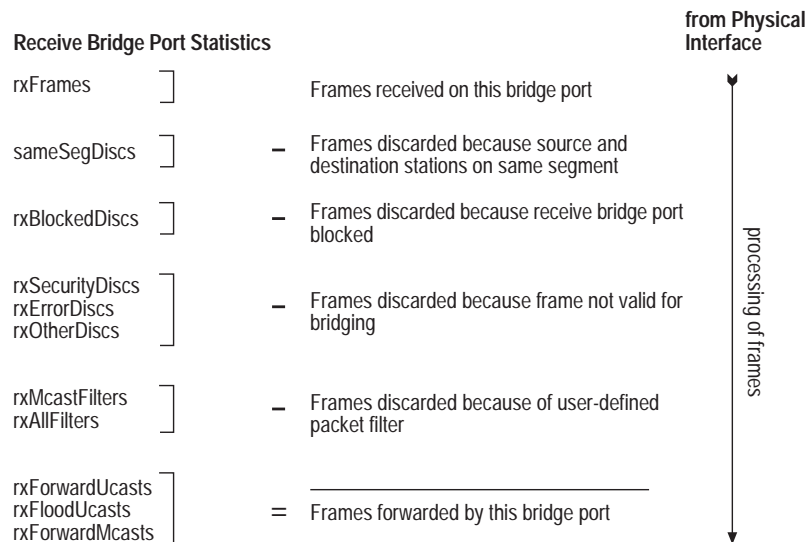 from Physical
Interface
Receive Bridge Port Statistics
rxFrames
Frames received on this bridge port
sameSegDiscs
– Frames discarded because source and
destination stations on same segment
rxBlockedDiscs
– Frames discarded because receive bridge port
blocked
rxSecurityDiscs
rxErrorDiscs
rxOtherDiscs
– Frames discarded because frame not valid for
bridging
rxMcastFilters
rxAllFilters
– Frames discarded because of user-defined
packet filter
rxForwardUcasts
rxFloodUcasts
rxForwardMcasts
= Frames forwarded by this bridge port
processing of frames